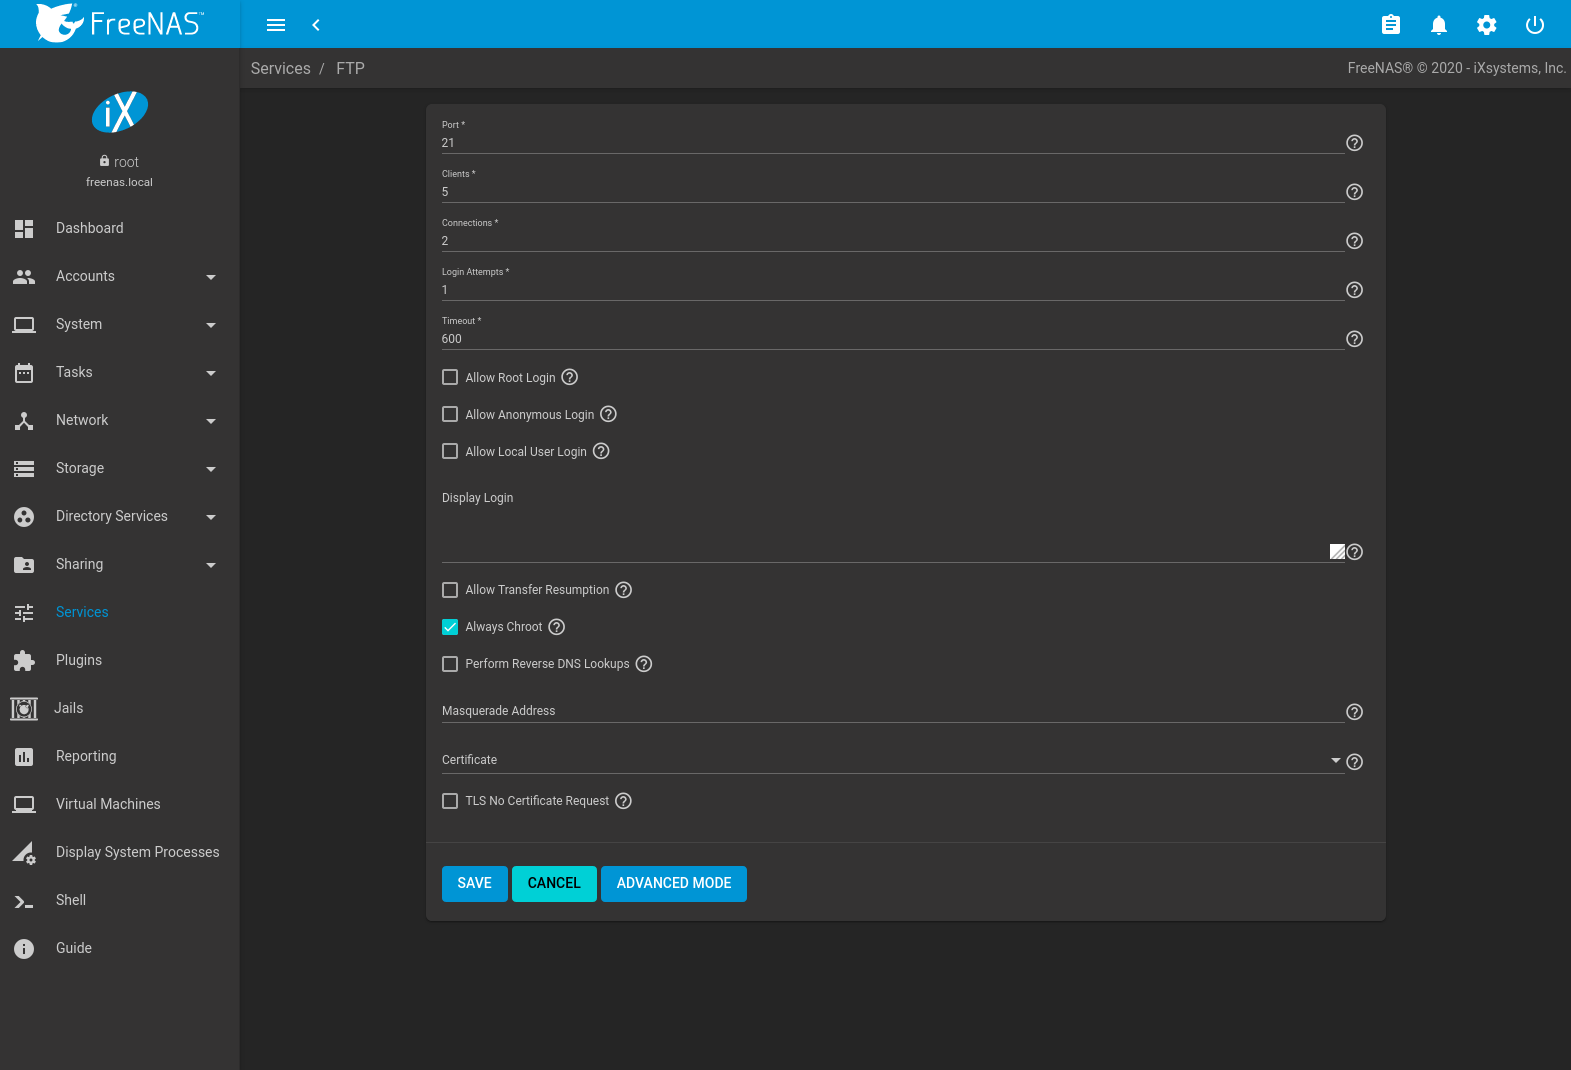 FreeNAS™
Services / FTP
FreeNAS® © 2020 - iXsystems, Inc.
iX
root
freenas.local
Dashboard
Accounts
System
Tasks
Network
Storage
Directory Services
Sharing
Services
Plugins
Jails
Reporting
Virtual Machines
Display System Processes
Shell
Guide
Port *
21
Clients *
5
Connections *
2
Login Attempts *
1
Timeout *
600
Allow Root Login
Allow Anonymous Login
Allow Local User Login
Display Login
Allow Transfer Resumption
Always Chroot
Perform Reverse DNS Lookups
Masquerade Address
Certificate
TLS No Certificate Request
SAVE CANCEL ADVANCED MODE